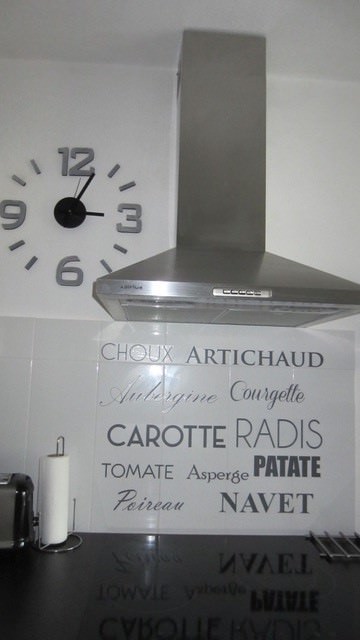 12
9
3
6
CHOUX ARTICHAUD
Aubergine Courgette
CAROTTE RADIS
TOMATE Asperge PATATE
Poireau NAVET